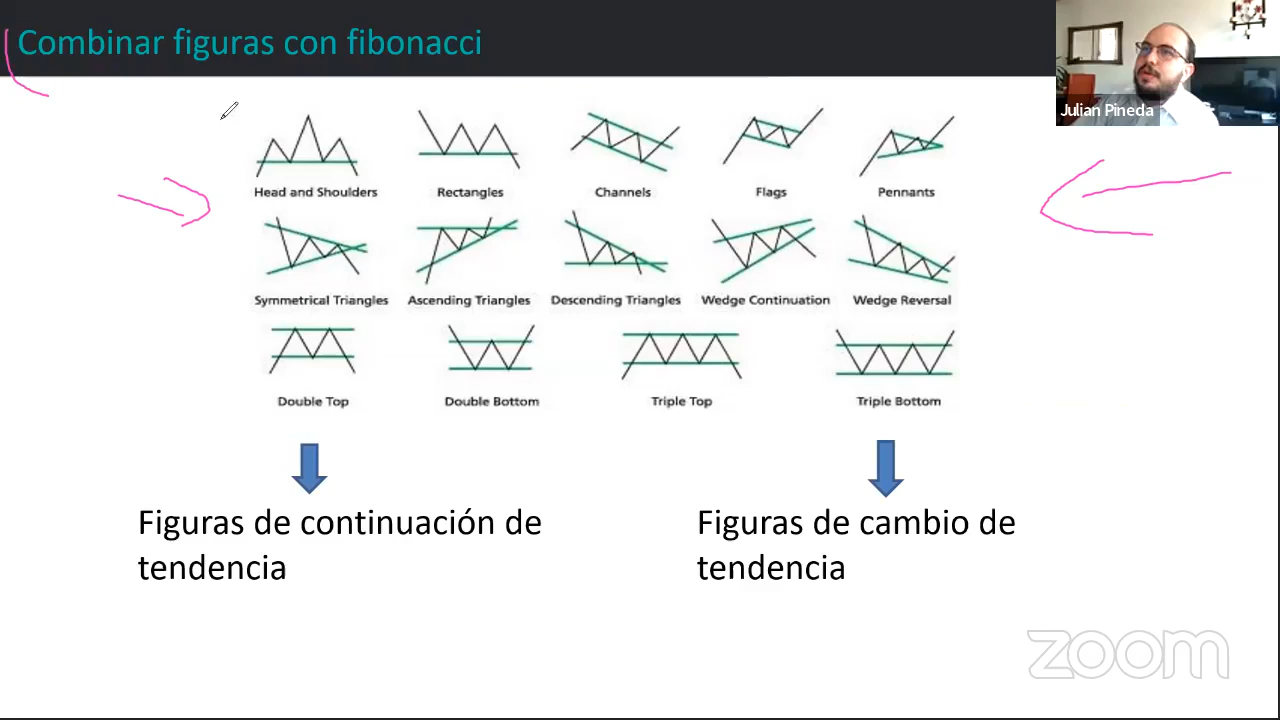 Combinar figuras con fibonacci
Julian Pineda
Head and Shoulders
Rectangles
Channels
Flags
Pennants
Symmetrical Triangles
Ascending Triangles
Descending Triangles
Wedge Continuation
Wedge Reversal
Double Top
Double Bottom
Triple Top
Triple Bottom
Figuras de continuación de
tendencia
Figuras de cambio de
tendencia
zoom